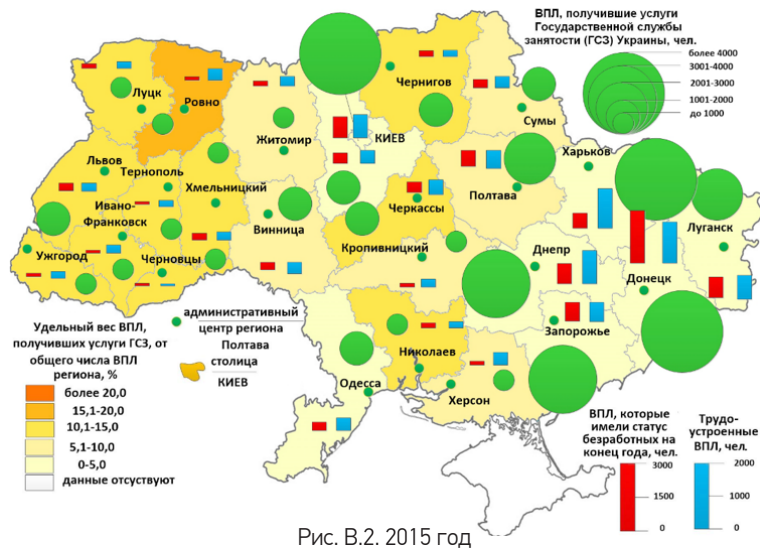 ВПЛ, получившие услуги
Государственной службы
занятости (ГСЗ) Украины, чел.
более 4000
3001-4000
2001-3000
1001-2000
до 1000
Луцк
Ровно
Житомир
КИЕВ
Чернигов
Сумы
Львов
Тернополь
Хмельницкий
Ивано-
Франковск
Ужгород
Черновцы
Винница
Черкассы
Кропивницкий
Полтава
Харьков
Луганск
Днепр
Донецк
Запорожье
Николаев
Одесса
Херсон
Удельный вес ВПЛ,
получивших услуги ГСЗ, от
общего числа ВПЛ
региона, %
более 20,0
15,1-20,0
10,1-15,0
5,1-10,0
0-5,0
данные отсуствуют
административный
центр региона
Полтава
столица
КИЕВ
ВПЛ, которые
имели статус
безработных на
конец года, чел.
3000
1500
0
Трудо-
устроенные
ВПЛ, чел.
2000
1000
0
Рис. В.2. 2015 год